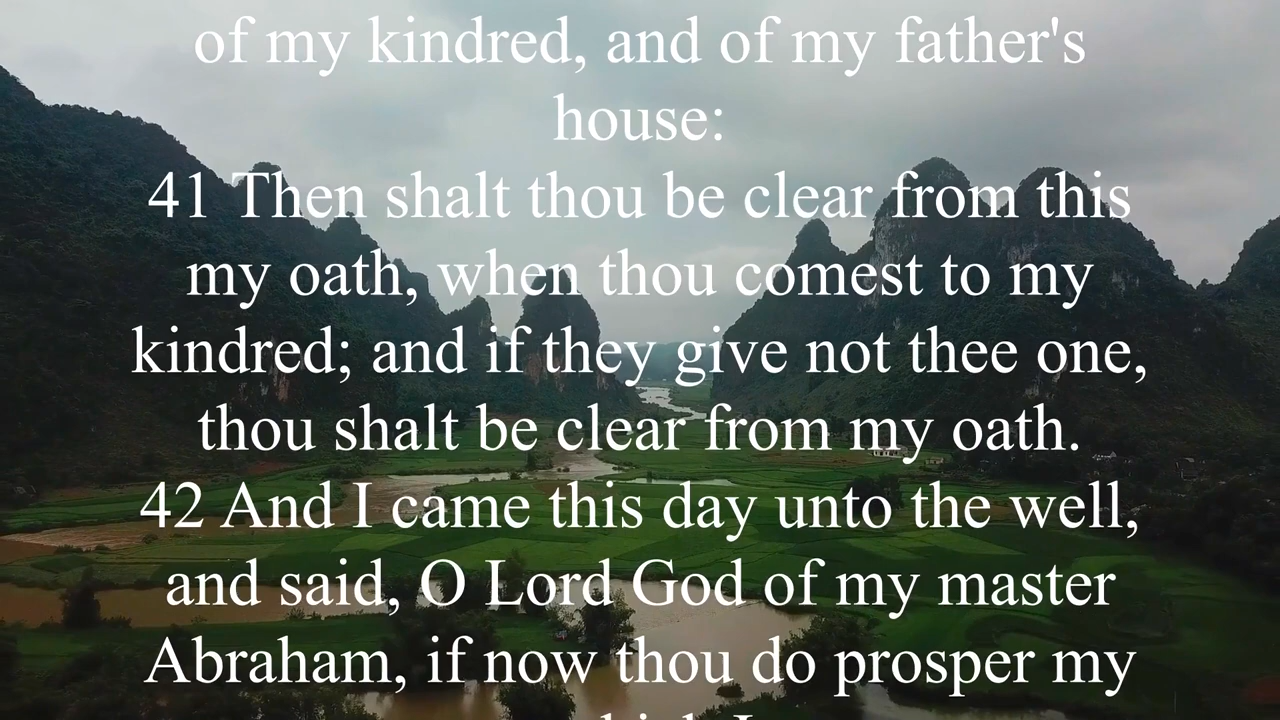 of my kindred, and of my father's
house:
41 Then shalt thou be clear from this
my oath, when thou comest to my
kindred; and if they give not thee one,
thou shalt be clear from my oath.
42 And I came this day unto the well,
and said, O Lord God of my master
Abraham, if now thou do prosper my